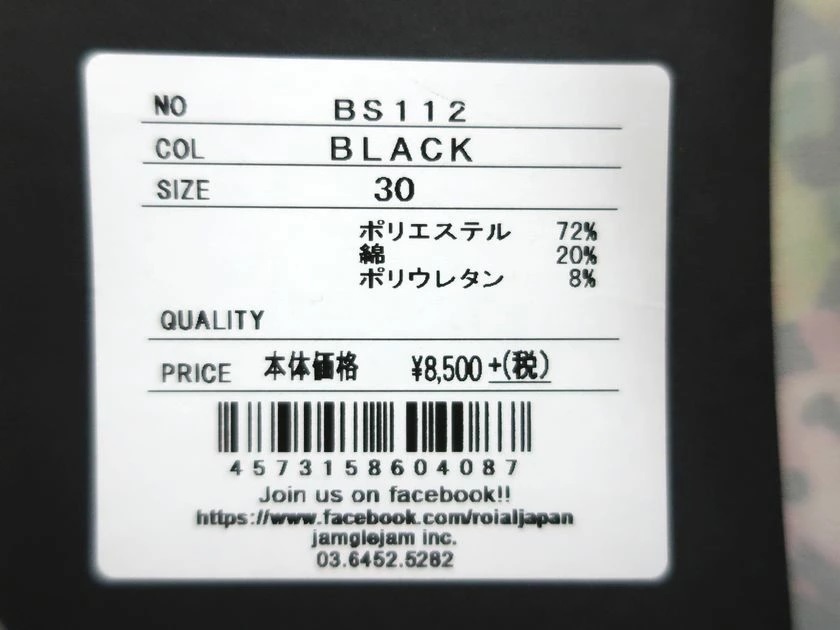 NO BS112
COL BLACK
SIZE 30
ポリエステル 72%
綿 20%
ポリウレタン 8%
QUALITY
PRICE 本体価格 ¥8,500+(税)
4573158604087
Join us on facebook!!
https://www.facebook.com/roialjapan
jamglejam inc.
03.6452.5282